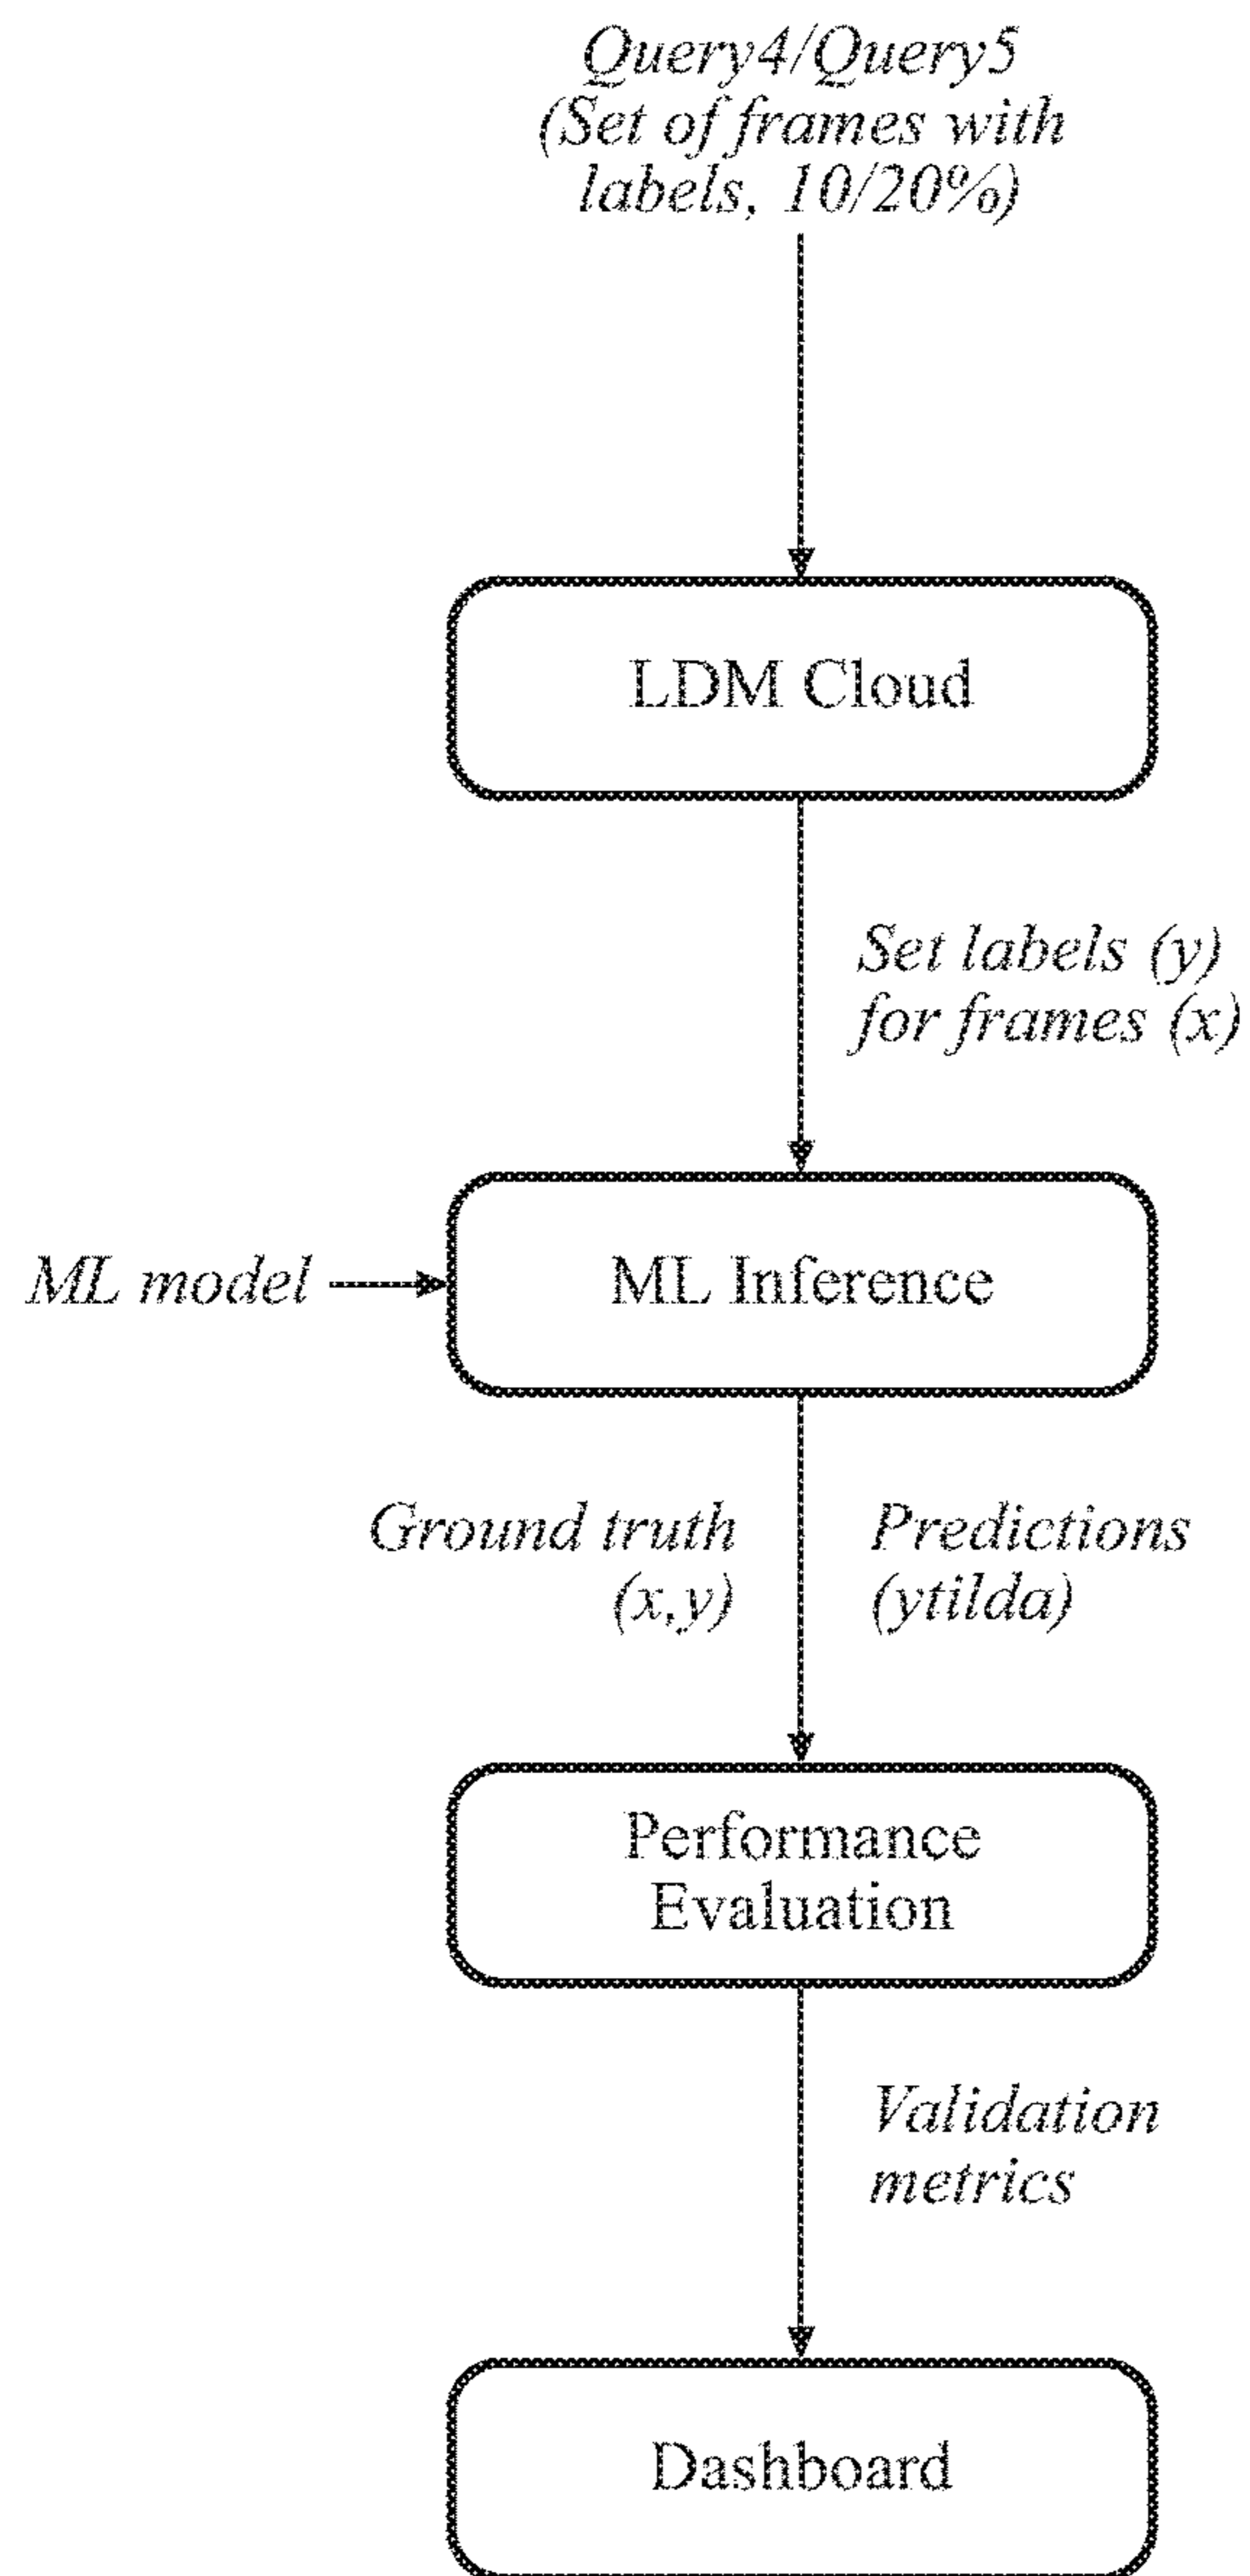 Query4/Query5
(Set of frames with
labels, 10/20%)
LDM Cloud
Set labels (y)
for frames (x)
ML model
ML Inference
Ground truth
(x,y)
Predictions
(ytilda)
Performance
Evaluation
Validation
metrics
Dashboard